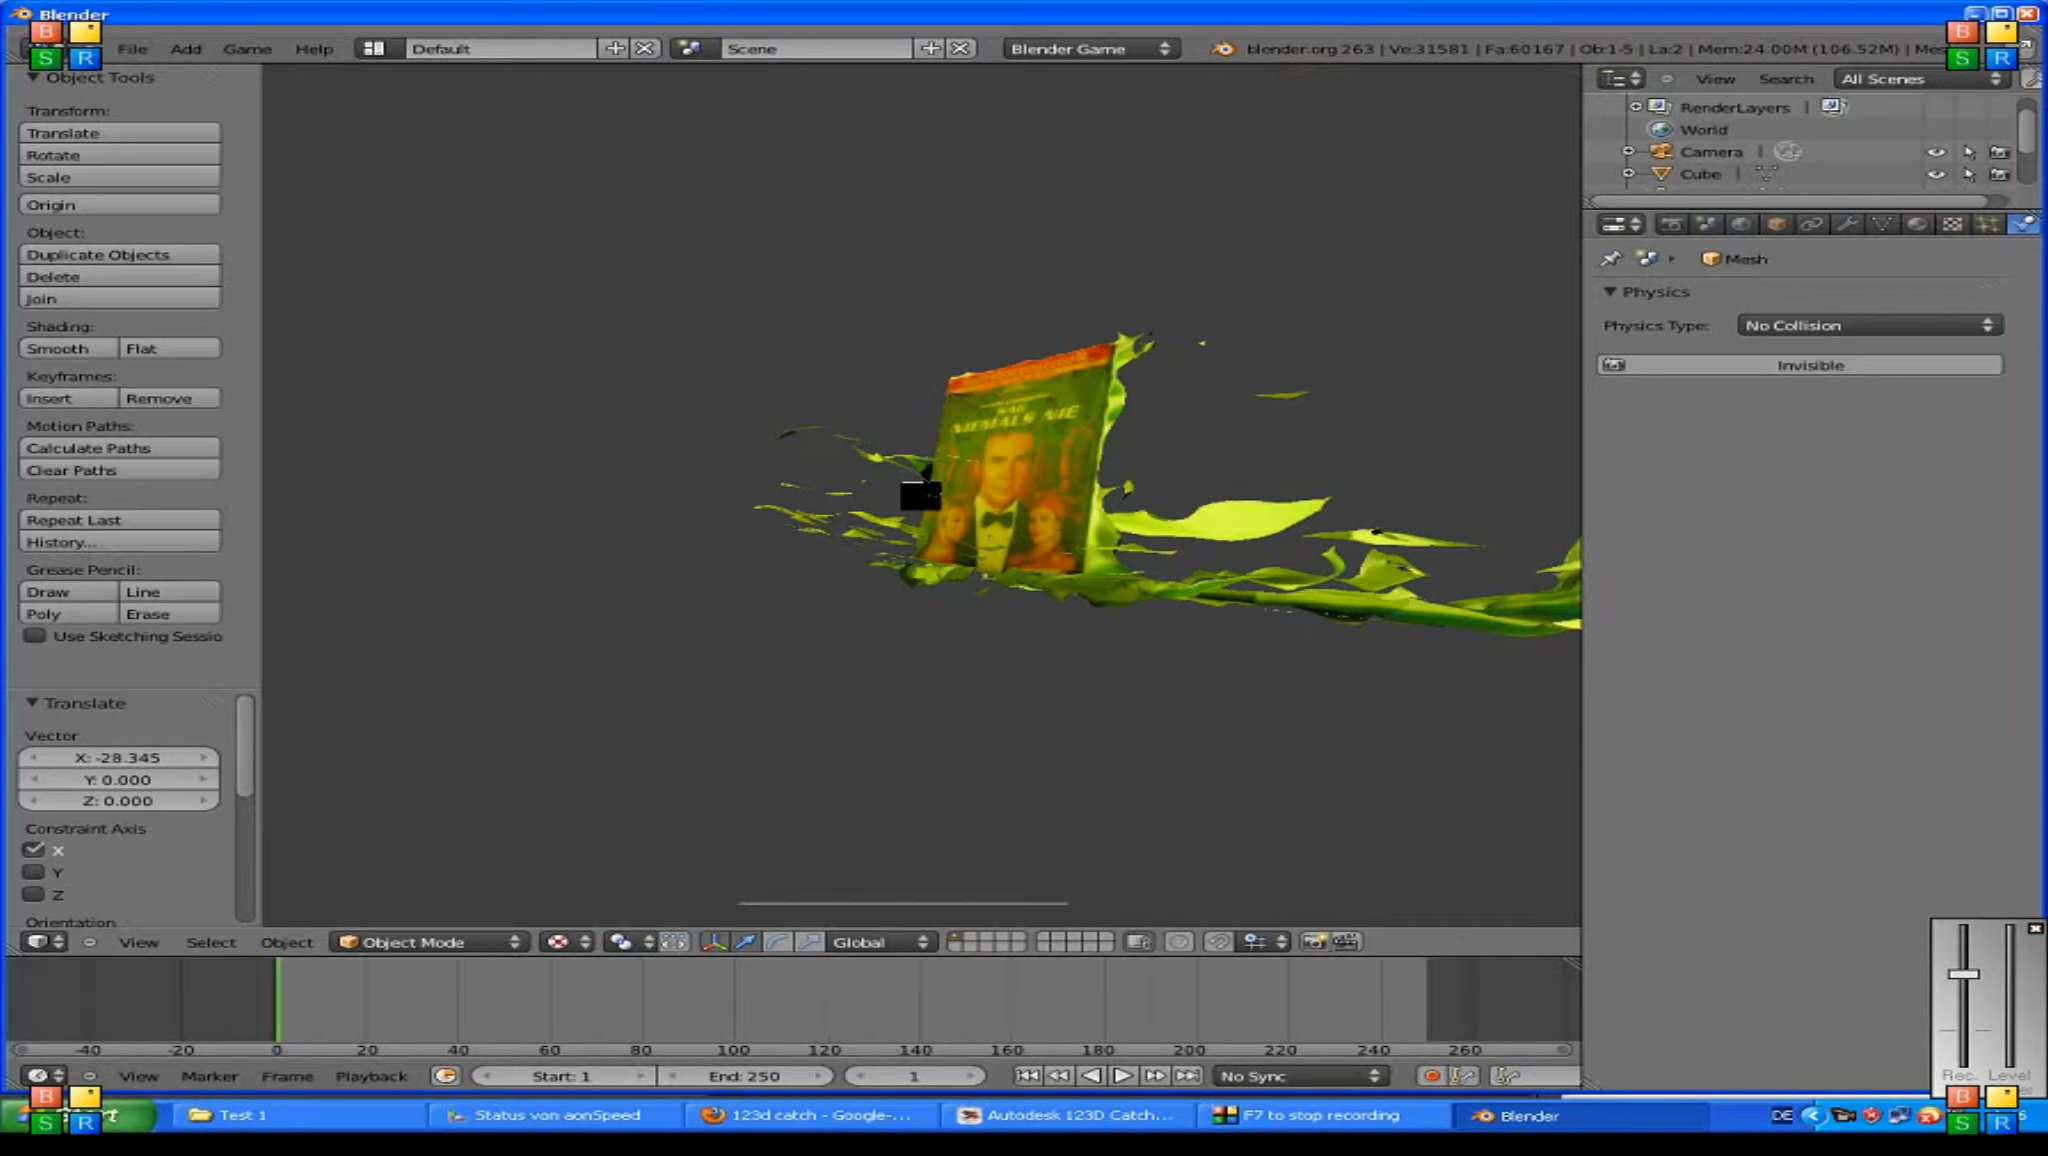 Blender
File Add Game Help Default Scene Blender Game blender.org 263 | Ve:31581 | Fa:60167 | Ob:1-5 | La:2 | Mem:24.00M (106.52M) | Mes
Object Tools
Transform:
Translate
Rotate
Scale
Origin
Object:
Duplicate Objects
Delete
Join
Shading:
Smooth Flat
Keyframes:
Insert Remove
Motion Paths:
Calculate Paths
Clear Paths
Repeat:
Repeat Last
History...
Grease Pencil:
Draw Line
Poly Erase
Use Sketching Sessio
Translate
Vector
X: -28.345
Y: 0.000
Z: 0.000
Constraint Axis
X
Y
Z
Orientation
SAG
NIEMALS NIE
View Search All Scenes
RenderLayers
World
Camera
Cube
Mesh
Physics
Physics Type: No Collision
Invisible
View Select Object Object Mode Global
-40 -20 0 20 40 60 80 100 120 140 160 180 200 220 240 260
View Marker Frame Playback Start: 1 End: 250 1 No Sync
Rec. Level
B
S R
B
S R
B
S R
B
S R
Test 1 Status von aonSpeed 123d catch - Google-... Autodesk 123D Catch... F7 to stop recording Blender DE